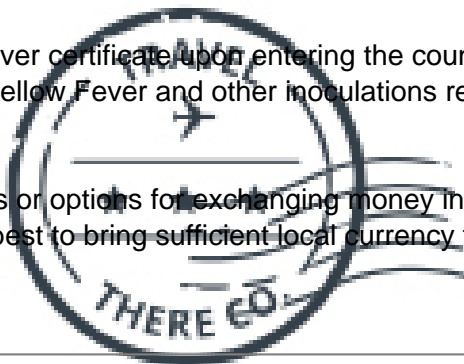 TRAVEL
ver certificate upon entering the coun
ellow Fever and other inoculations re
s or options for exchanging money in
best to bring sufficient local currency
THERE CO.